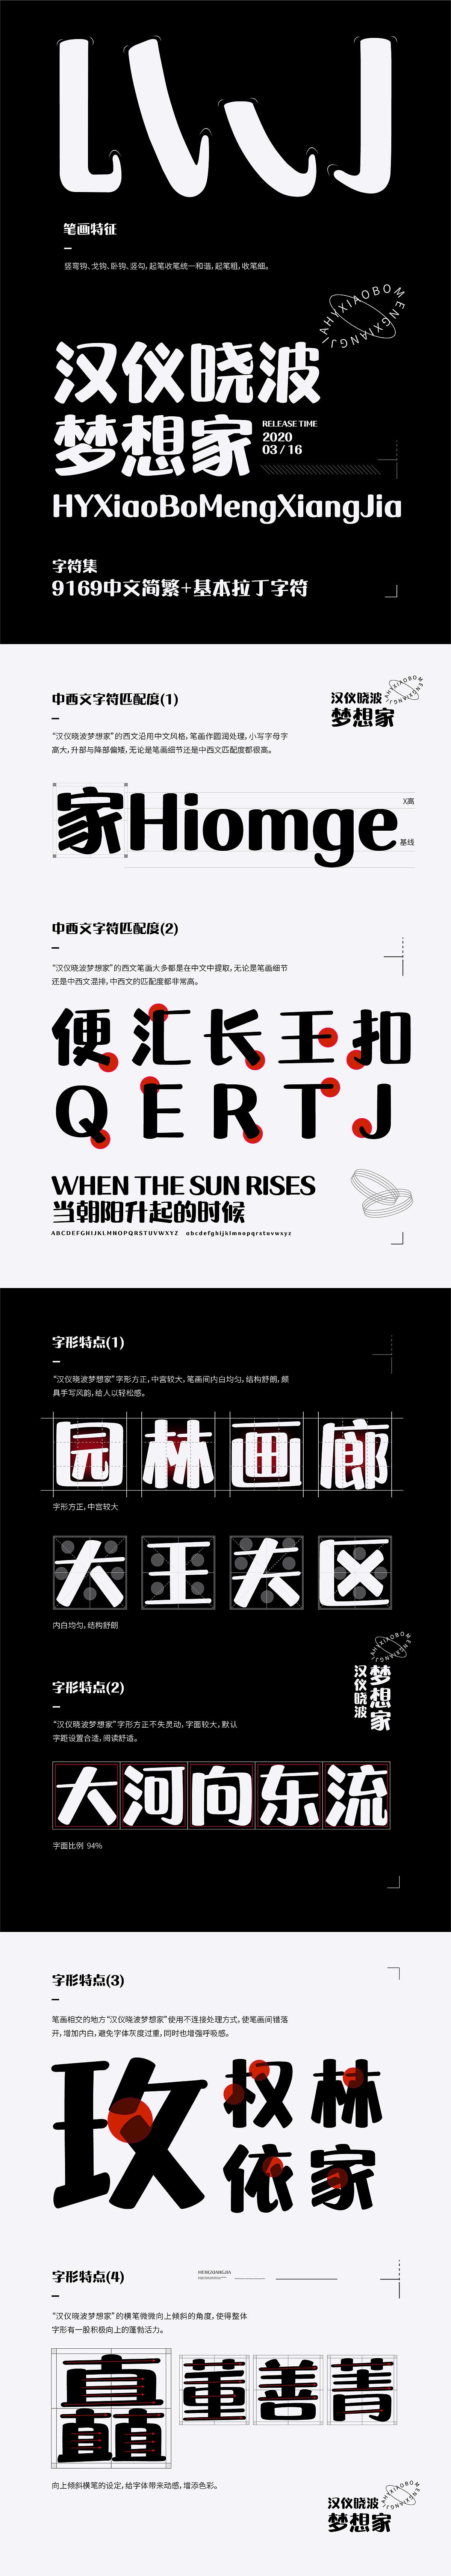 笔画特征
竖弯钩、戈钩、卧钩、竖勾，起笔收笔统一和谐，起笔粗，收笔细。
AHYXIAOBOMENGXIANGJI
汉仪晓波
梦想家
RELEASE TIME
2020
03 / 16
HYXiaoBoMengXiangJia
字符集
9169中文简繁+基本拉丁字符
中西文字符匹配度(1)
汉仪晓波
梦想家
AHYXIAOBOMENGXIANGJI
“汉仪晓波梦想家”的西文沿用中文风格，笔画作圆润处理，小写字母字
高大，升部与降部偏矮，无论是笔画细节还是中西文匹配度都很高。
家Hiomge
X高
基线
中西文字符匹配度(2)
“汉仪晓波梦想家”的西文笔画大多都是在中文中提取，无论是笔画细节
还是中西文混排，中西文的匹配度都非常高。
便汇长王扣
QERTJ
WHEN THE SUN RISES
当朝阳升起的时候
ABCDEFGHIJKLMNOPQRSTUVWXYZ abcdefghijklmnopqrstuvwxyz
字形特点(1)
“汉仪晓波梦想家”字形方正，中宫较大，笔画间内白均匀，结构舒朗，颇
具手写风韵，给人以轻松感。
园林画廊
字形方正，中宫较大
大王夫区
内白均匀，结构舒朗
AHYXIAOBOMENGXIANGJI
汉仪晓波
梦想家
字形特点(2)
“汉仪晓波梦想家”字形方正不失灵动，字面较大，默认
字距设置合适，阅读舒适。
大河向东流
字面比例 94%
字形特点(3)
笔画相交的地方“汉仪晓波梦想家”使用不连接处理方式，使笔画间错落
开，增加内白，避免字体灰度过重，同时也增强呼吸感。
玫权林
依家
字形特点(4)
MENGXIANGJIA
“汉仪晓波梦想家”的横笔微微向上倾斜的角度，使得整体
字形有一股积极向上的蓬勃活力。
矗董善青
向上倾斜横笔的设定，给字体带来动感，增添色彩。
AHYXIAOBOMENGXIANGJI
汉仪晓波
梦想家